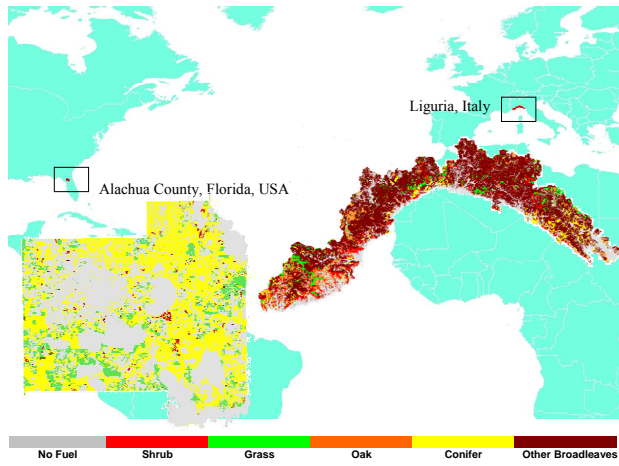 Liguria, Italy
Alachua County, Florida, USA
No Fuel
Shrub
Grass
Oak
Conifer
Other Broadleaves